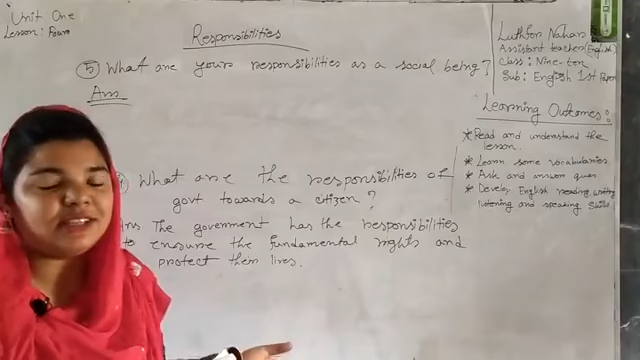 Unit One
Lesson: Four
Responsibilities
Luthfor Nahar
Assistant teacher (English)
Class: Nine-ten
Sub: English 1st Paper
⑤ What are your responsibilities as a social being?
Ans
Learning Outcomes:
* Read and understand the
lesson.
* Learn some vocabularies
* Ask and answer ques
* Develop English reading, writing
listening and speaking skills
What are the responsibilities of
govt towards a citizen?
Ans The goverment has the responsibilities
to ensure the fundamental rights and
protect their lives.